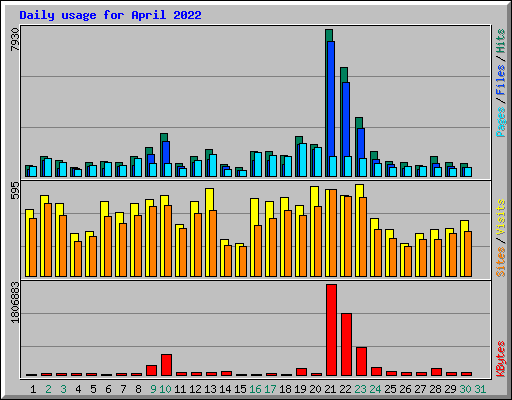 Daily usage for April 2022
7930
Pages / Files / Hits
595
Sites / Visits
1806883
KBytes
1 2 3 4 5 6 7 8 9 10 11 12 13 14 15 16 17 18 19 20 21 22 23 24 25 26 27 28 29 30 31